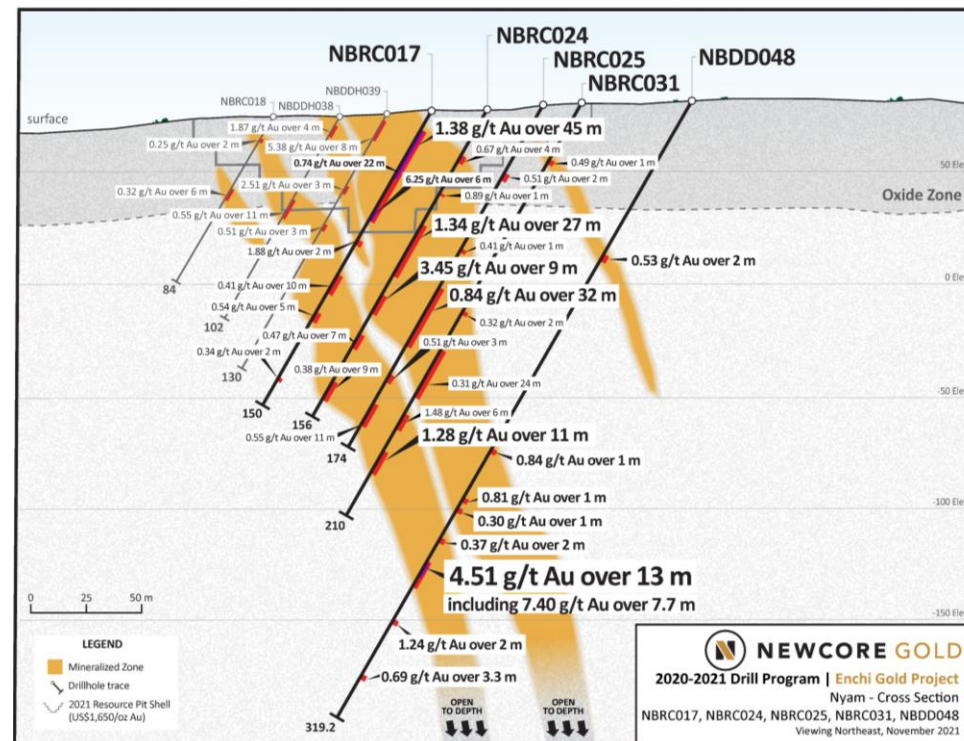 NBRC017
NBRC024
NBRC025
NBRC031
NBDD048
NBDDH039
NBDDH038
NBRC018
surface
1.87 g/t Au over 4 m
0.25 g/t Au over 2 m
5.38 g/t Au over 8 m
0.74 g/t Au over 22 m
1.38 g/t Au over 45 m
0.67 g/t Au over 4 m
0.49 g/t Au over 1 m
50 Ele
0.32 g/t Au over 6 m
2.51 g/t Au over 3 m
6.25 g/t Au over 6 m
0.51 g/t Au over 2 m
0.89 g/t Au over 1 m
Oxide Zone
0.55 g/t Au over 11 m
0.51 g/t Au over 3 m
1.34 g/t Au over 27 m
1.88 g/t Au over 2 m
0.41 g/t Au over 1 m
3.45 g/t Au over 9 m
0.53 g/t Au over 2 m
84
0.41 g/t Au over 10 m
0.84 g/t Au over 32 m
0 Ele
0.54 g/t Au over 5 m
0.32 g/t Au over 2 m
102
0.47 g/t Au over 7 m
0.51 g/t Au over 3 m
0.34 g/t Au over 2 m
130
0.38 g/t Au over 9 m
0.31 g/t Au over 24 m
-50 Ele
150
156
1.48 g/t Au over 6 m
0.55 g/t Au over 11 m
1.28 g/t Au over 11 m
174
0.84 g/t Au over 1 m
0.81 g/t Au over 1 m
-100 Ele
210
0.30 g/t Au over 1 m
0.37 g/t Au over 2 m
4.51 g/t Au over 13 m
including 7.40 g/t Au over 7.7 m
-150 Ele
1.24 g/t Au over 2 m
0.69 g/t Au over 3.3 m
319.2
OPEN
TO DEPTH
OPEN
TO DEPTH
0 25 50 m
LEGEND
Mineralized Zone
Drillhole trace
2021 Resource Pit Shell
(US$1,650/oz Au)
N NEWCORE GOLD
2020-2021 Drill Program | Enchi Gold Project
Nyam - Cross Section
NBRC017, NBRC024, NBRC025, NBRC031, NBDD048
Viewing Northeast, November 2021